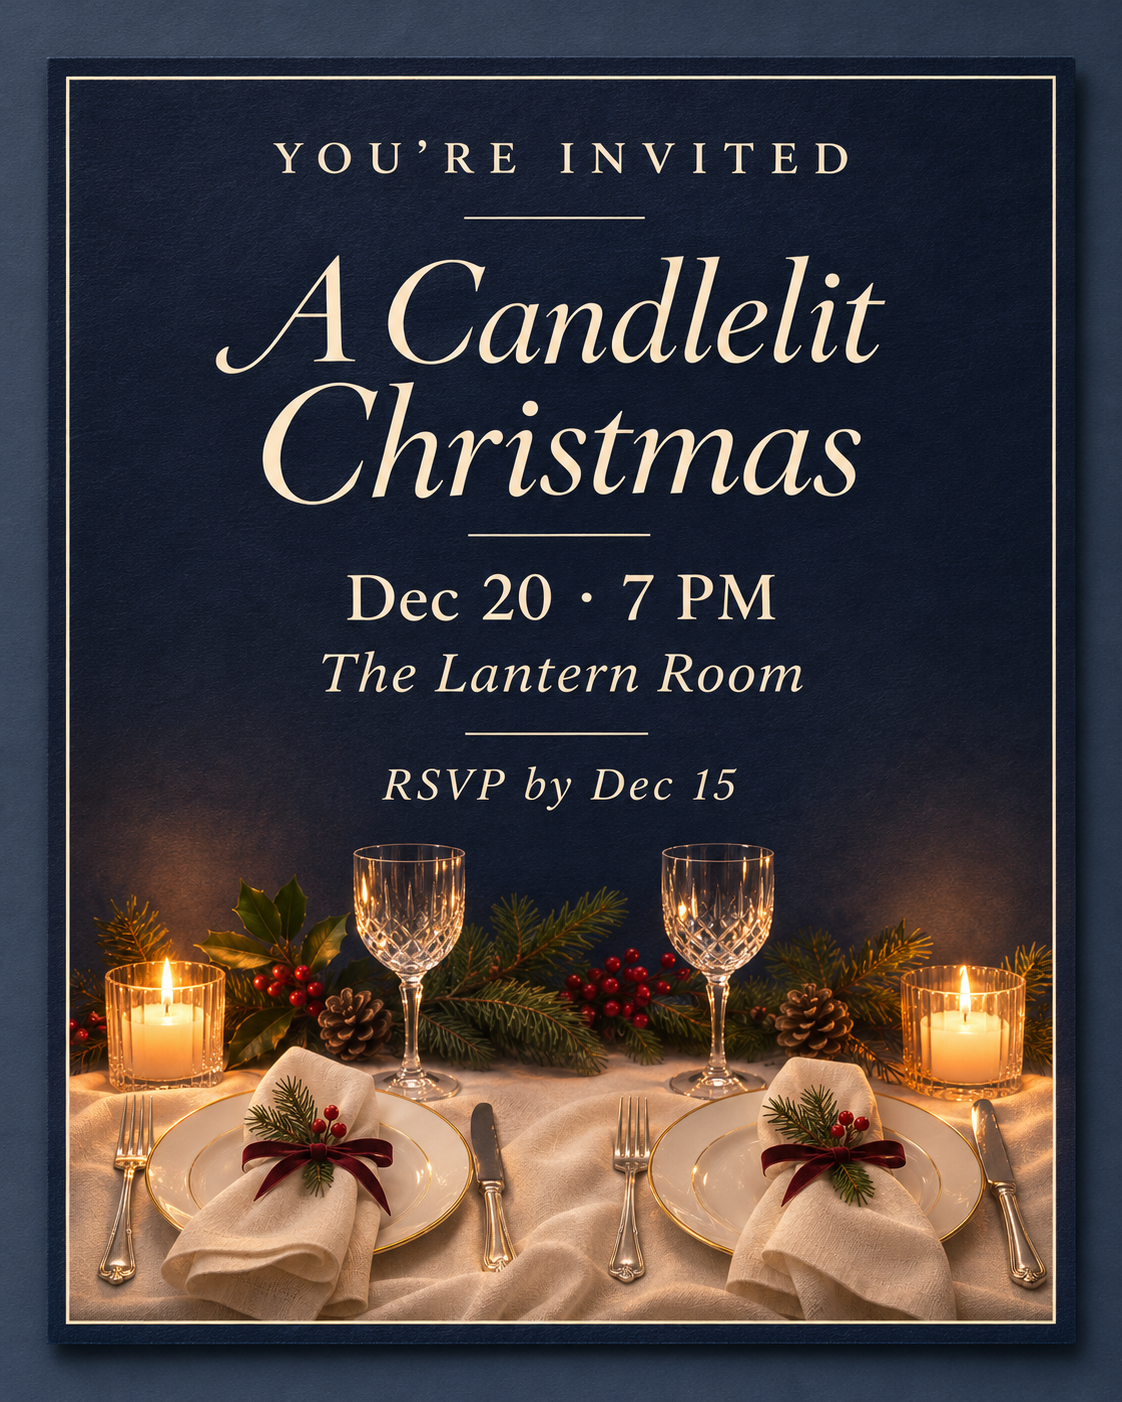 YOU’RE INVITED
A Candlelit
Christmas
Dec 20 · 7 PM
The Lantern Room
RSVP by Dec 15